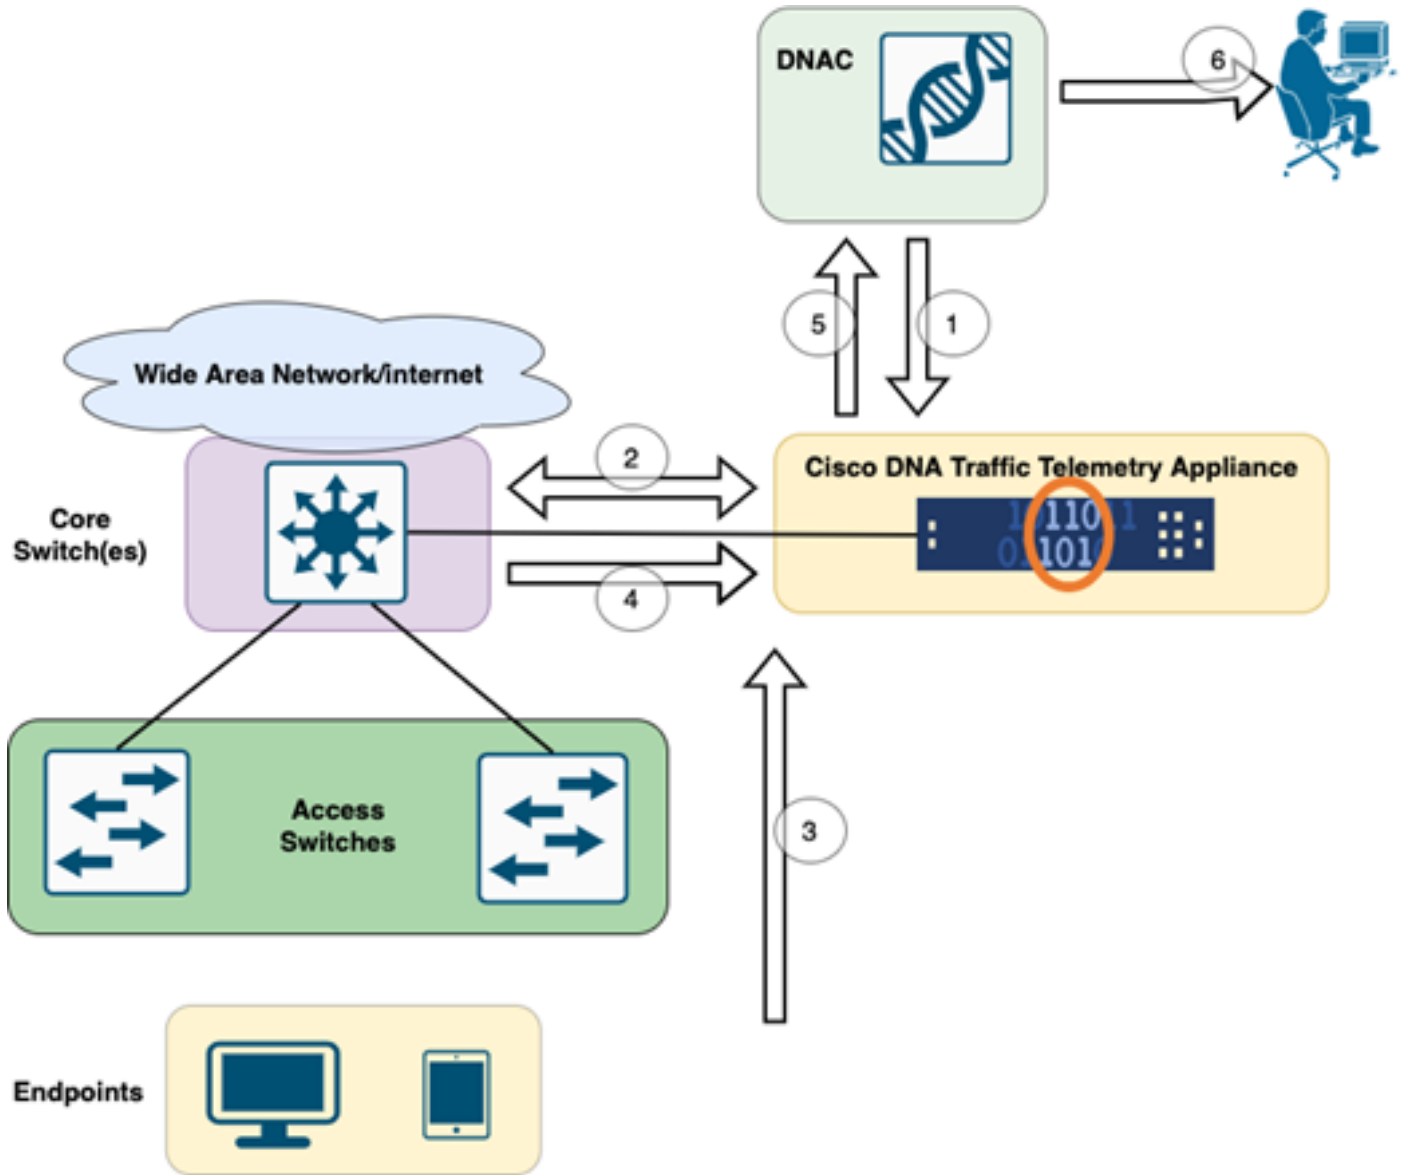 DNAC
6
5
1
Wide Area Network/internet
2
Cisco DNA Traffic Telemetry Appliance
Core
Switch(es)
101101
4
Access
Switches
3
Endpoints